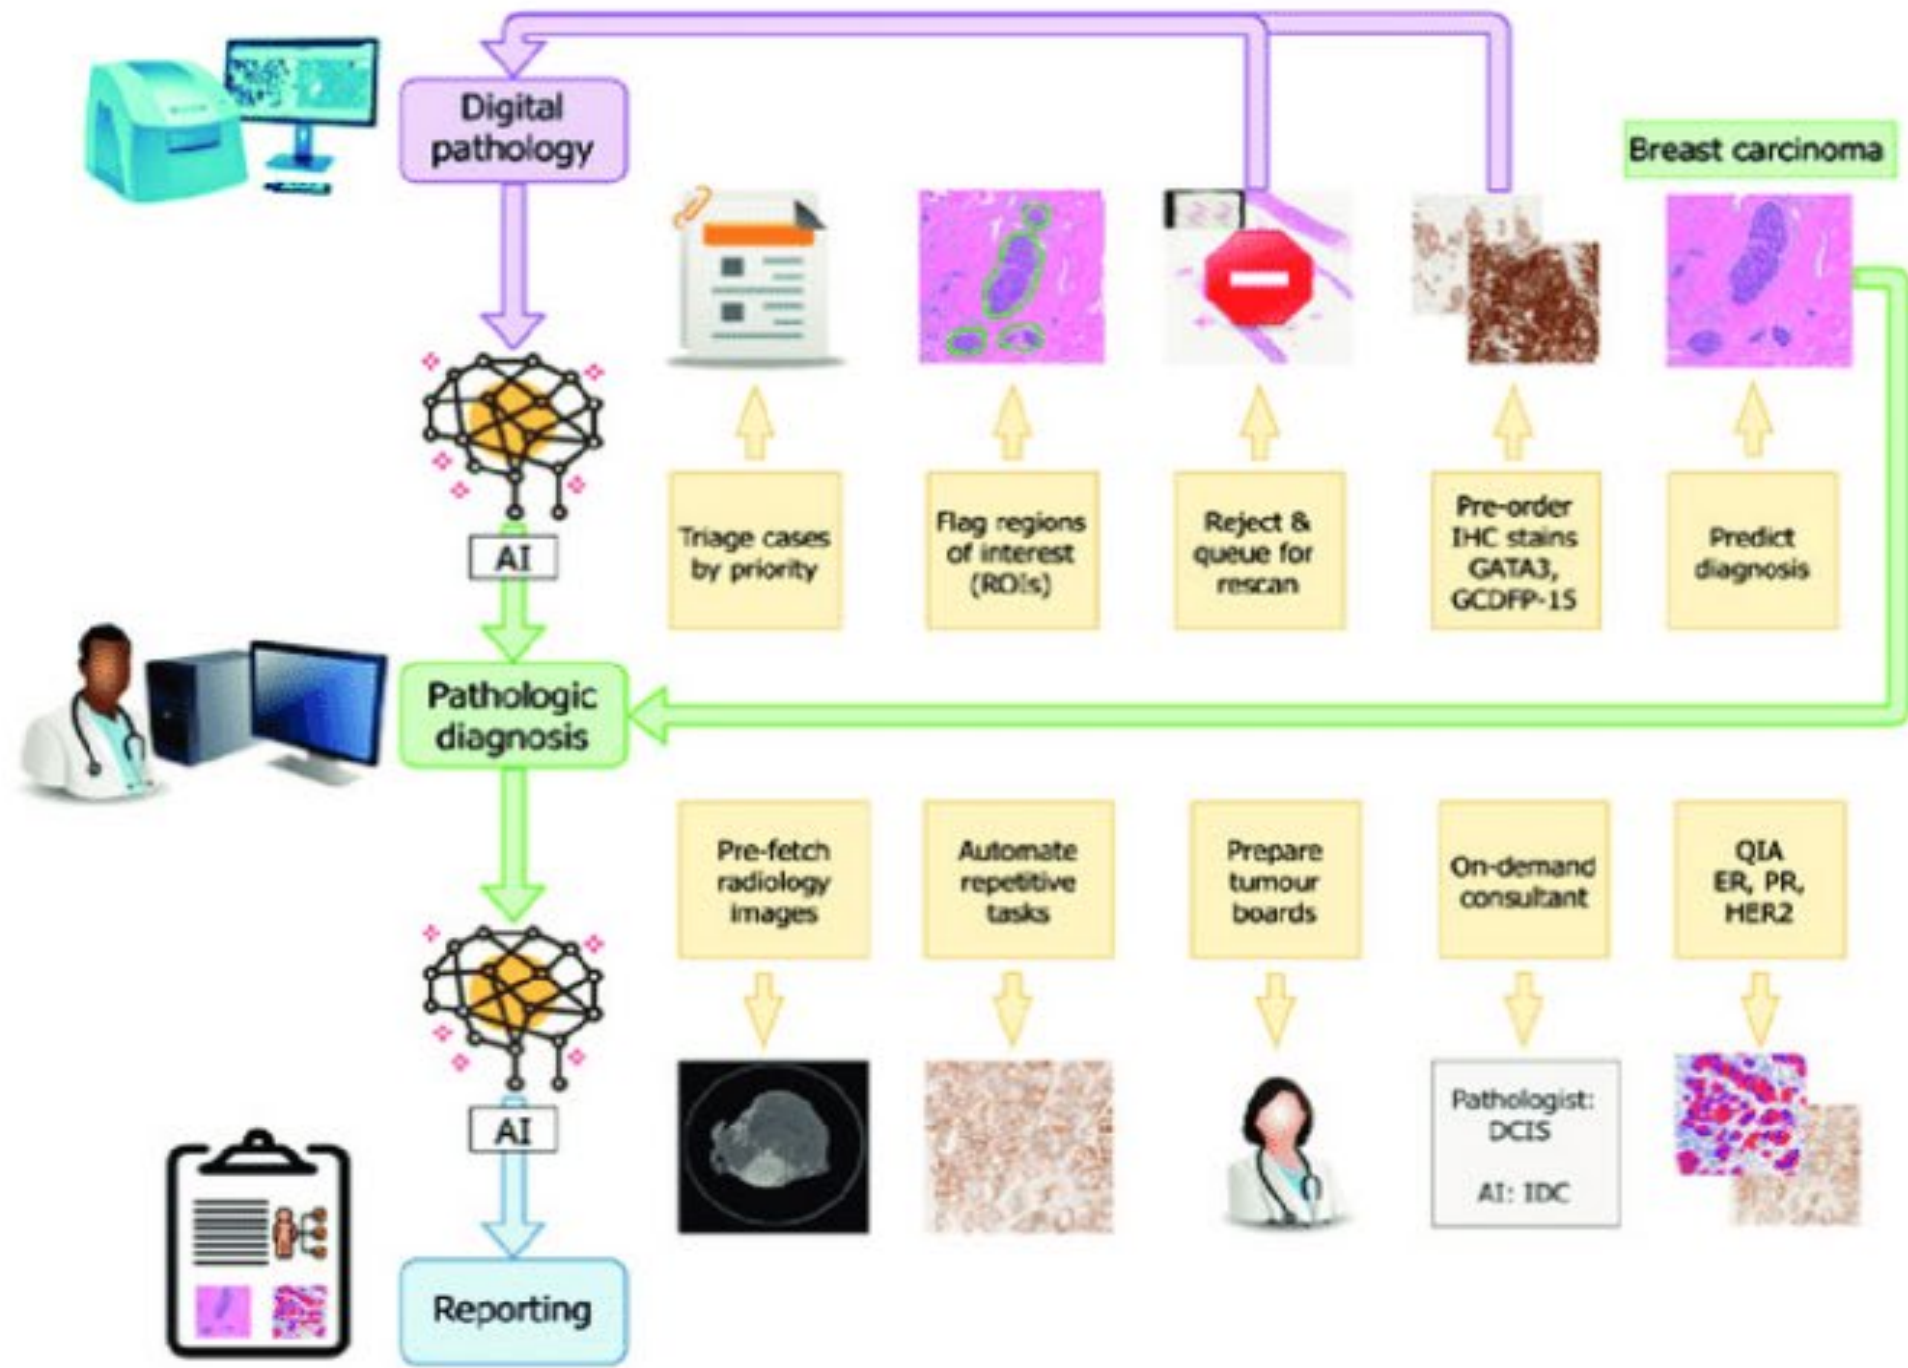 Digital
pathology
Breast carcinoma
AI
Triage cases
by priority
Flag regions
of interest
(ROIs)
Reject &
queue for
rescan
Pre-order
IHC stains
GATA3,
GCDFP-15
Predict
diagnosis
Pathologic
diagnosis
Pre-fetch
radiology
images
Automate
repetitive
tasks
Prepare
tumour
boards
On-demand
consultant
QIA
ER, PR,
HER2
AI
Pathologist:
DCIS
AI: IDC
Reporting